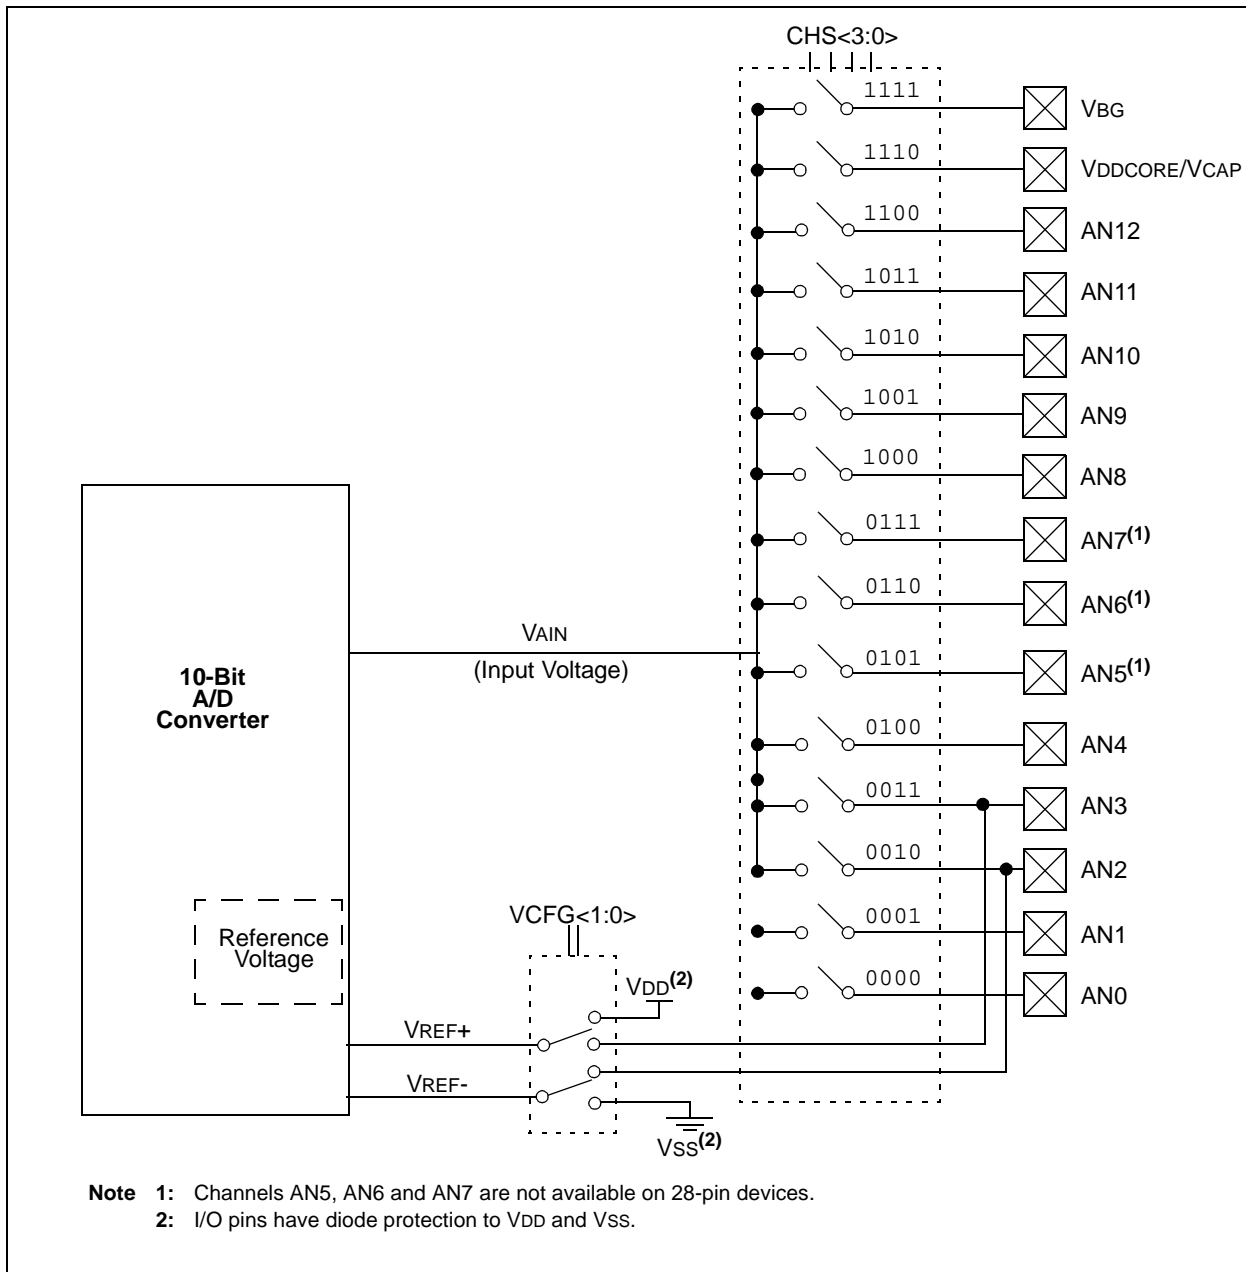 CHS<3:0>
1111
VBG
1110
VDDCORE/VCAP
1100
AN12
1011
AN11
1010
AN10
1001
AN9
1000
AN8
0111
AN7(1)
0110
AN6(1)
VAIN
(Input Voltage)
0101
AN5(1)
10-Bit
A/D
Converter
0100
AN4
0011
AN3
0010
AN2
VCFG<1:0>
0001
AN1
Reference
Voltage
VDD(2)
0000
AN0
VREF+
VREF-
VSS(2)
Note 1: Channels AN5, AN6 and AN7 are not available on 28-pin devices.
2: I/O pins have diode protection to VDD and VSS.